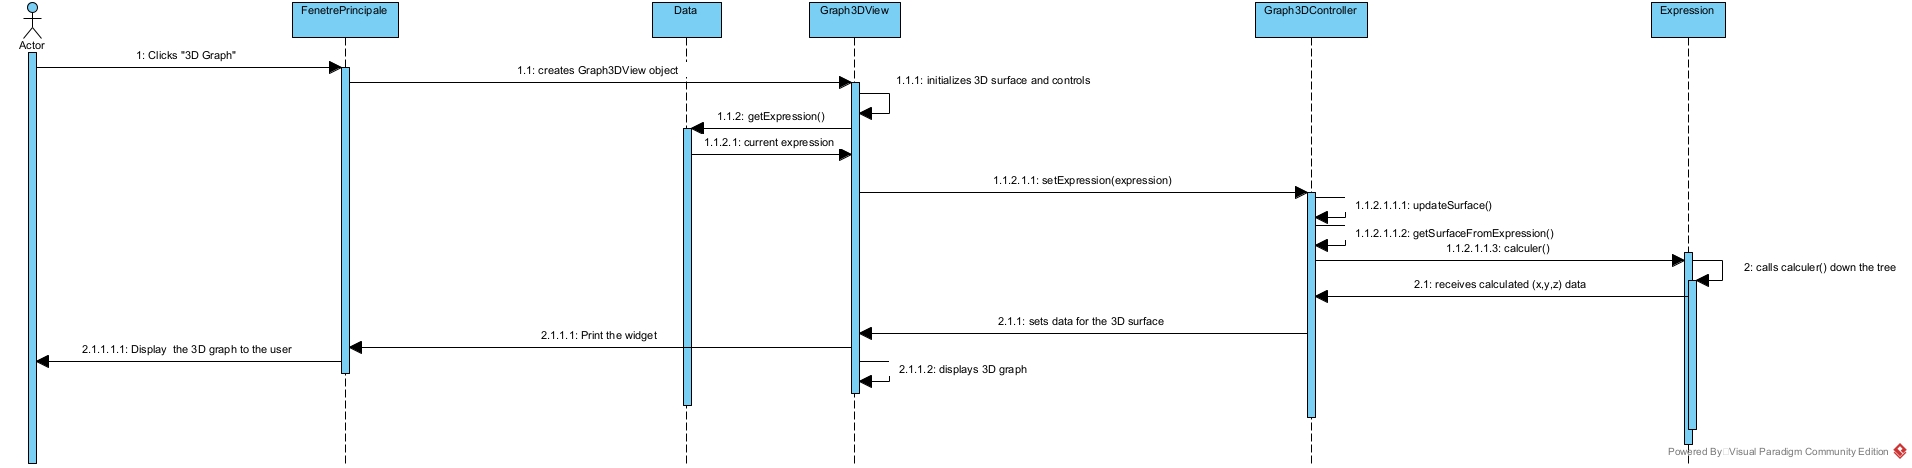 FenetrePrincipale
Data
Graph3DView
Graph3DController
Expression
Actor
1: Clicks "3D Graph"
1.1: creates Graph3DView object
1.1.1: initializes 3D surface and controls
1.1.2: getExpression()
1.1.2.1: current expression
1.1.2.1.1: setExpression(expression)
1.1.2.1.1.1: updateSurface()
1.1.2.1.1.2: getSurfaceFromExpression()
1.1.2.1.1.3: calculer()
2: calls calculer() down the tree
2.1: receives calculated (x,y,z) data
2.1.1: sets data for the 3D surface
2.1.1.1: Print the widget
2.1.1.1.1: Display the 3D graph to the user
2.1.1.2: displays 3D graph
Powered By Visual Paradigm Community Edition